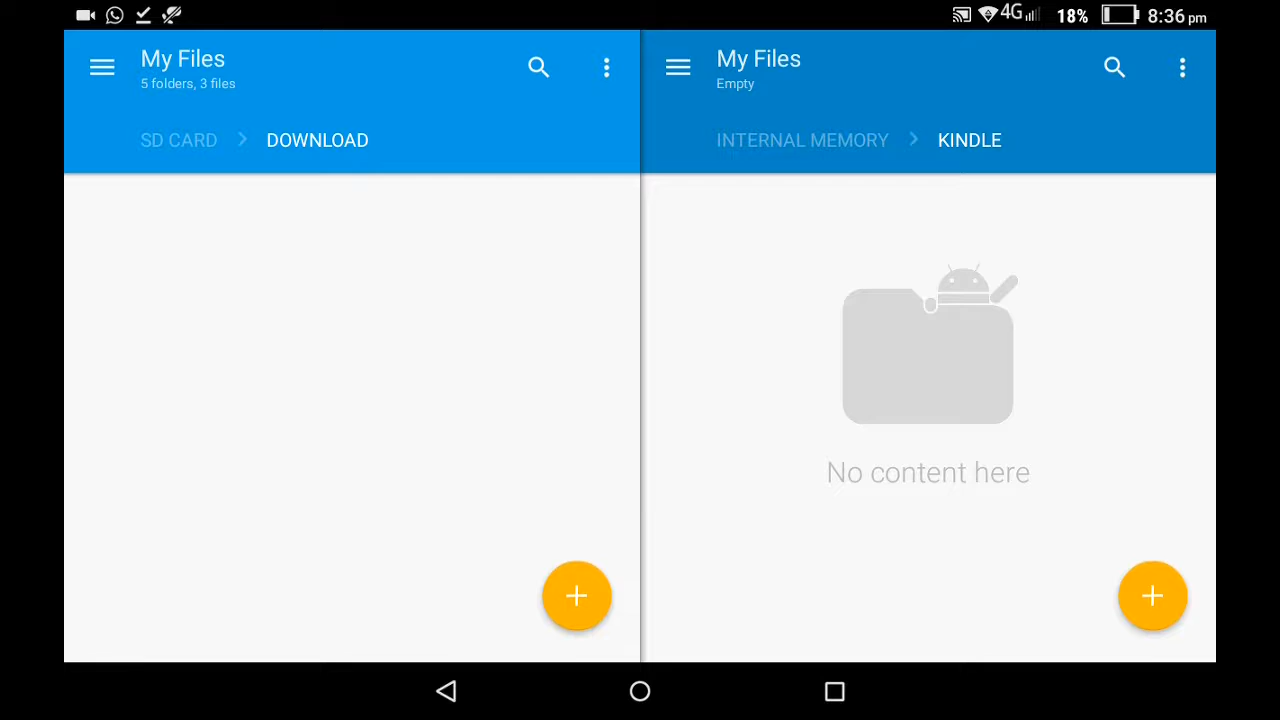 4G 18% 8:36 pm
My Files
5 folders, 3 files
SD CARD DOWNLOAD
My Files
Empty
INTERNAL MEMORY KINDLE
No content here